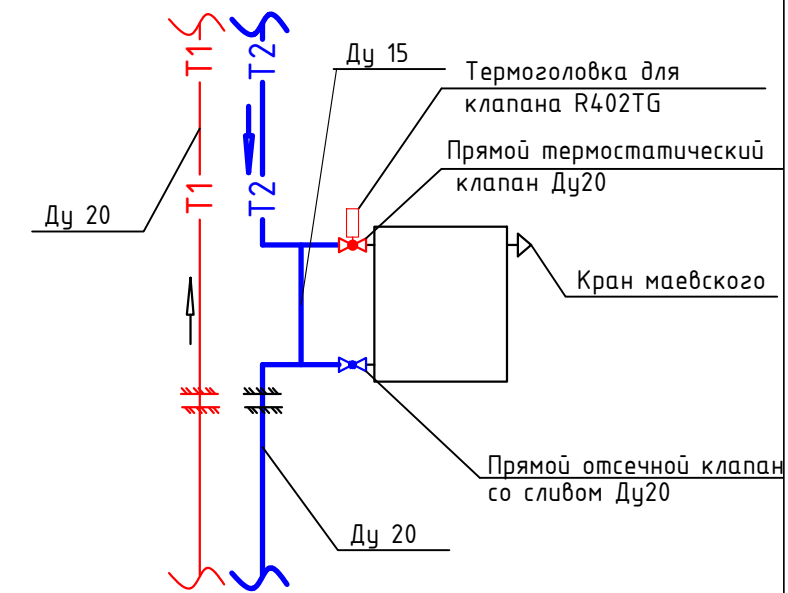 Т1
Т2
Ду 15
Термоголовка для
клапана R402TG
Прямой термостатический
клапан Ду20
Т1
Т2
Ду 20
Кран маевского
Прямой отсечной клапан
со сливом Ду20
Ду 20